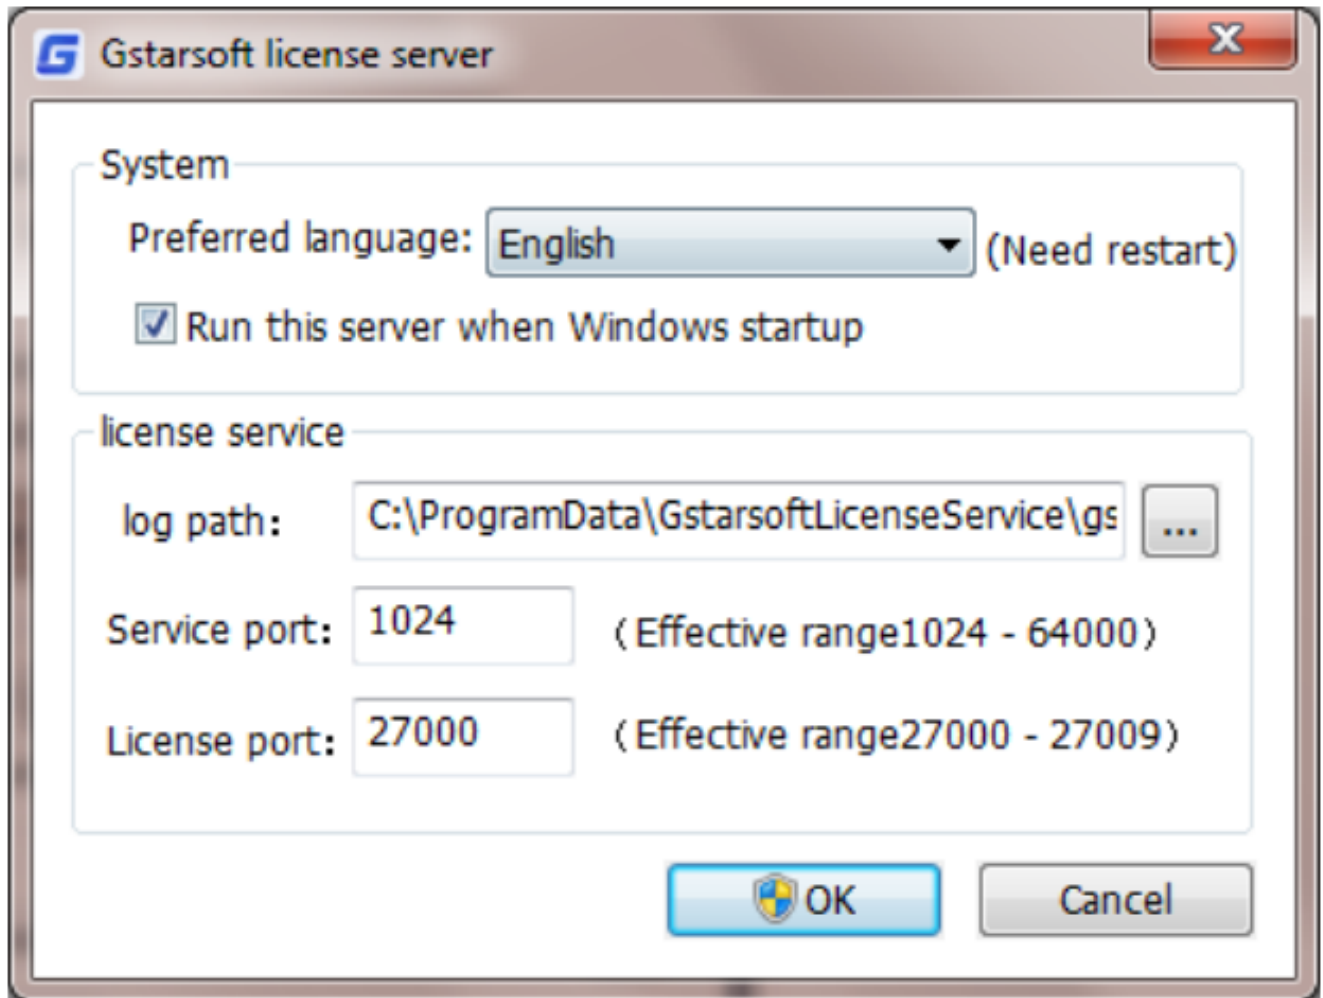 Gstarsoft license server
System
Preferred language: English (Need restart)
Run this server when Windows startup
license service
log path: C:\ProgramData\GstarsoftLicenseService\gs ...
Service port: 1024 (Effective range1024 - 64000)
License port: 27000 (Effective range27000 - 27009)
OK Cancel